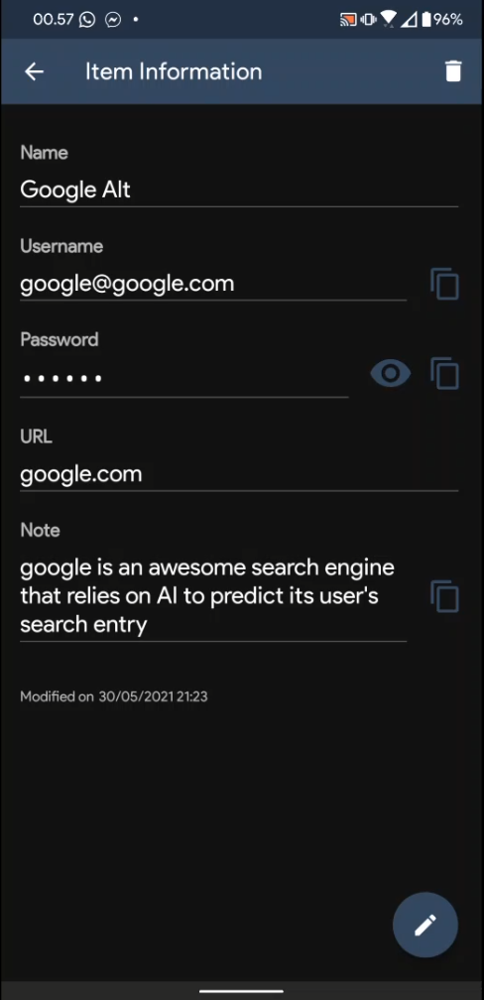 00.57 96%
Item Information
Name
Google Alt
Username
google@google.com
Password
••••••
URL
google.com
Note
google is an awesome search engine
that relies on AI to predict its user's
search entry
Modified on 30/05/2021 21:23